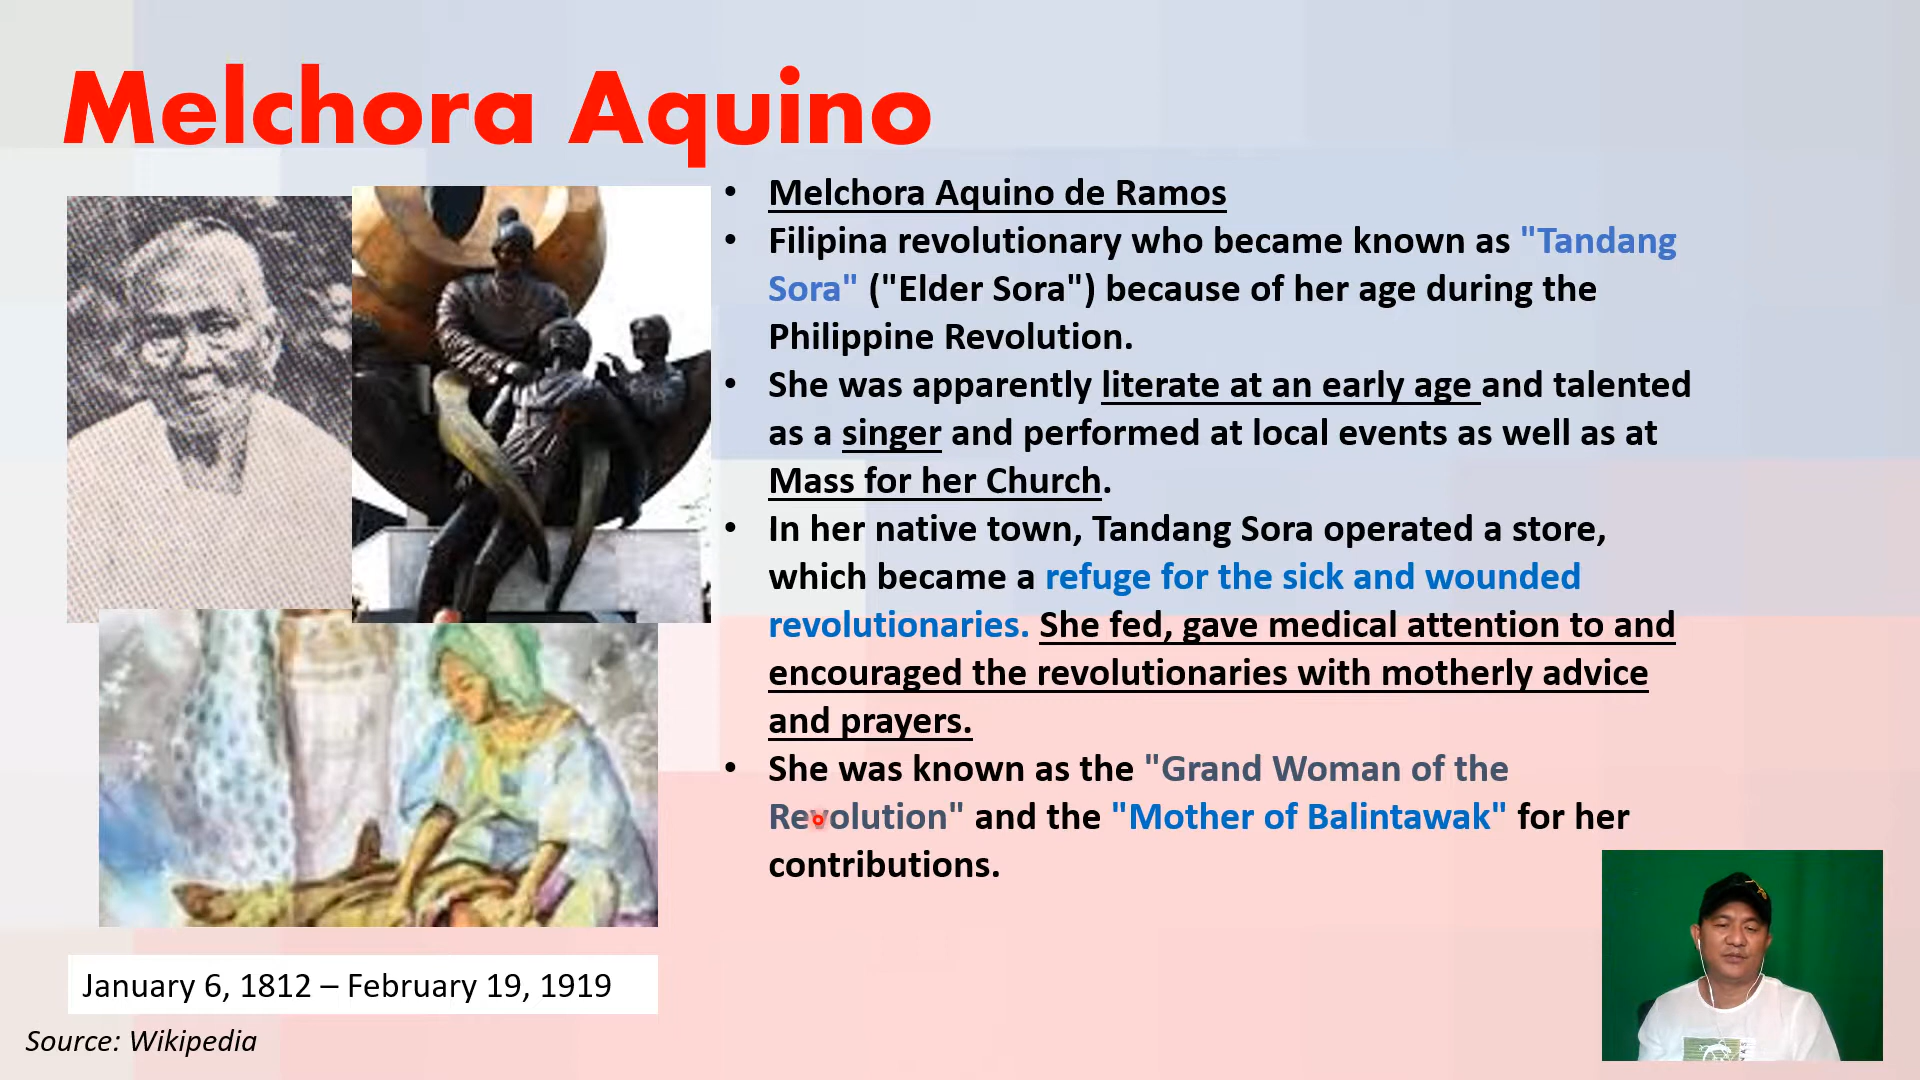 Melchora Aquino
• Melchora Aquino de Ramos
• Filipina revolutionary who became known as "Tandang
Sora" ("Elder Sora") because of her age during the
Philippine Revolution.
• She was apparently literate at an early age and talented
as a singer and performed at local events as well as at
Mass for her Church.
• In her native town, Tandang Sora operated a store,
which became a refuge for the sick and wounded
revolutionaries. She fed, gave medical attention to and
encouraged the revolutionaries with motherly advice
and prayers.
• She was known as the "Grand Woman of the
Revolution" and the "Mother of Balintawak" for her
contributions.
January 6, 1812 – February 19, 1919
Source: Wikipedia